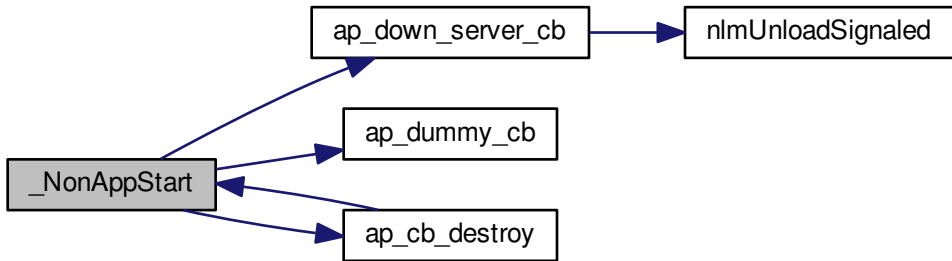 ap_down_server_cb
nlmUnloadSignaled
ap_dummy_cb
_NonAppStart
ap_cb_destroy